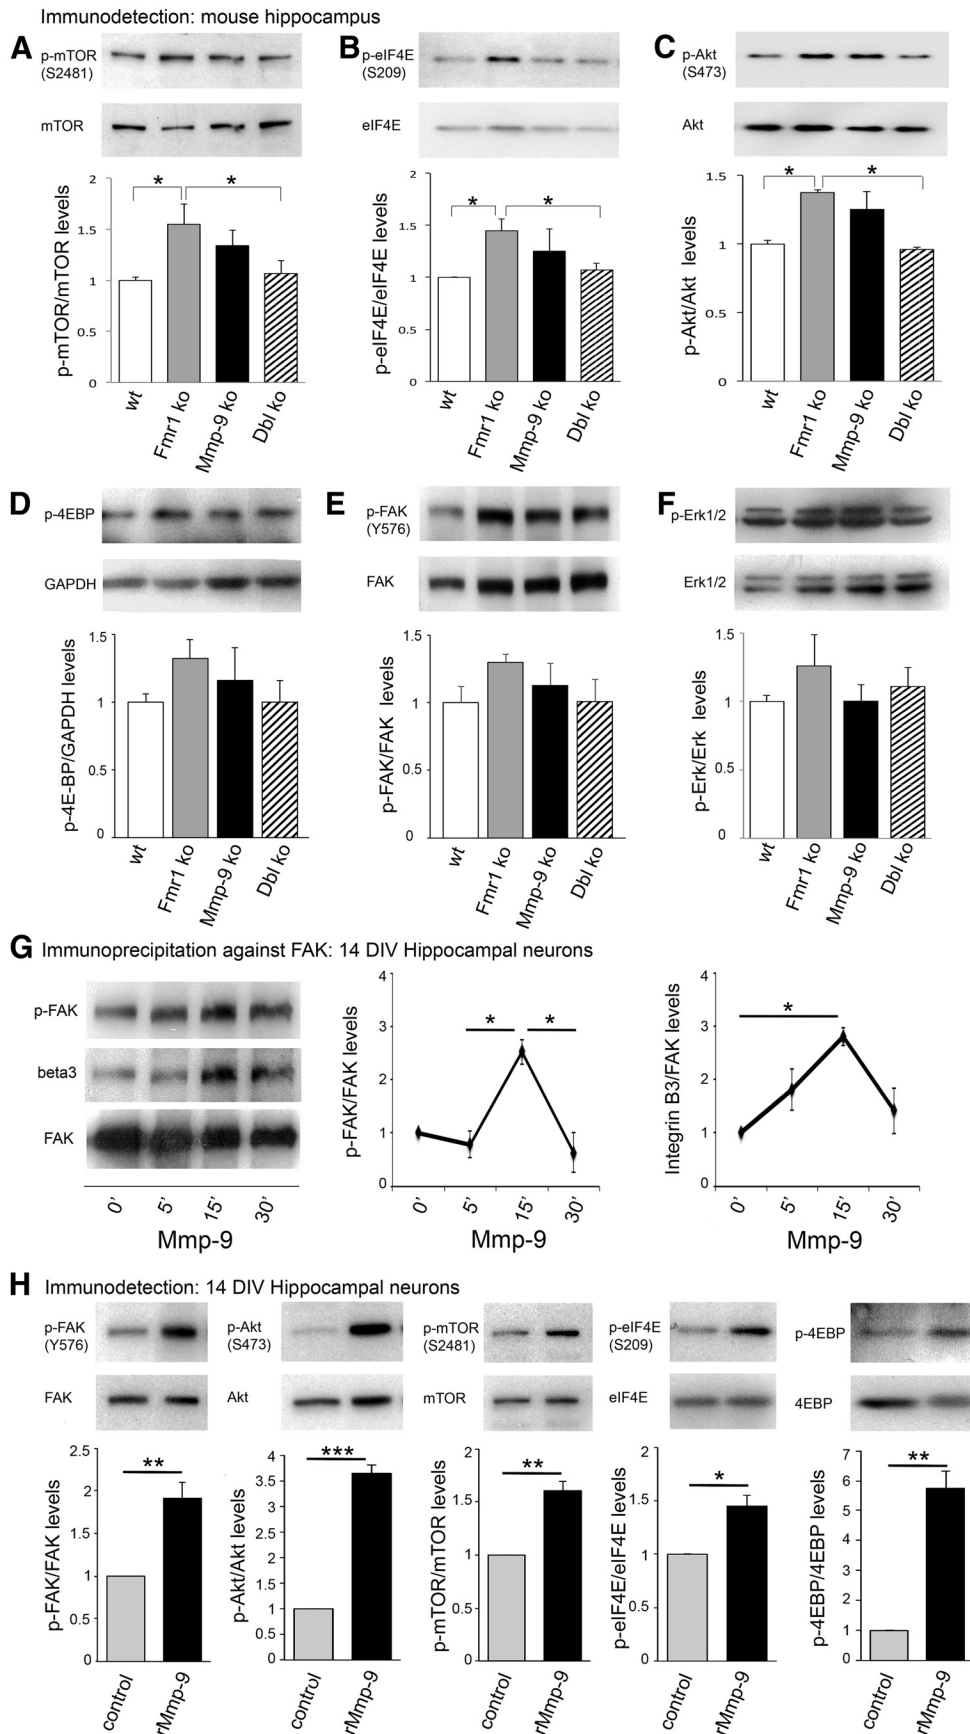 Immunodetection: mouse hippocampus
A
p-mTOR
(S2481)
mTOR
p-mTOR/mTOR levels
2
1.5
1
0.5
0
*
*
wt
Fmr1 ko
Mmp-9 ko
Dbl ko
B
p-eIF4E
(S209)
eIF4E
p-eIF4E/eIF4E levels
2
1.5
1
0.5
0
*
*
wt
Fmr1 ko
Mmp-9 ko
Dbl ko
C
p-Akt
(S473)
Akt
p-Akt/Akt levels
1.5
1
0.5
0
*
*
wt
Fmr1 ko
Mmp-9 ko
Dbl ko
D
p-4EBP
GAPDH
p-4E-BP/GAPDH levels
1.5
1
0.5
0
wt
Fmr1 ko
Mmp-9 ko
Dbl ko
E
p-FAK
(Y576)
FAK
p-FAK/FAK levels
1.5
1
0.5
0
wt
Fmr1 ko
Mmp-9 ko
Dbl ko
F
p-Erk1/2
Erk1/2
p-Erk/Erk levels
1.5
1
0.5
0
wt
Fmr1 ko
Mmp-9 ko
Dbl ko
G Immunoprecipitation against FAK: 14 DIV Hippocampal neurons
p-FAK
beta3
FAK
0' 5' 15' 30'
Mmp-9
p-FAK/FAK levels
4
3
2
1
0
* *
0' 5' 15' 30'
Mmp-9
Integrin B3/FAK levels
4
3
2
1
0
*
0' 5' 15' 30'
Mmp-9
H Immunodetection: 14 DIV Hippocampal neurons
p-FAK
(Y576)
FAK
p-FAK/FAK levels
2.5
2
1.5
1
0.5
0
**
control
rMmp-9
p-Akt
(S473)
Akt
p-Akt/Akt levels
4
3.5
3
2.5
2
1.5
1
0.5
0
***
control
rMmp-9
p-mTOR
(S2481)
mTOR
p-mTOR/mTOR levels
2
1.5
1
0.5
0
**
control
rMmp-9
p-eIF4E
(S209)
eIF4E
p-eIF4E/eIF4E levels
2
1.5
1
0.5
0
*
control
rMmp-9
p-4EBP
4EBP
p-4EBP/4EBP levels
7
6
5
4
3
2
1
0
**
control
rMmp-9